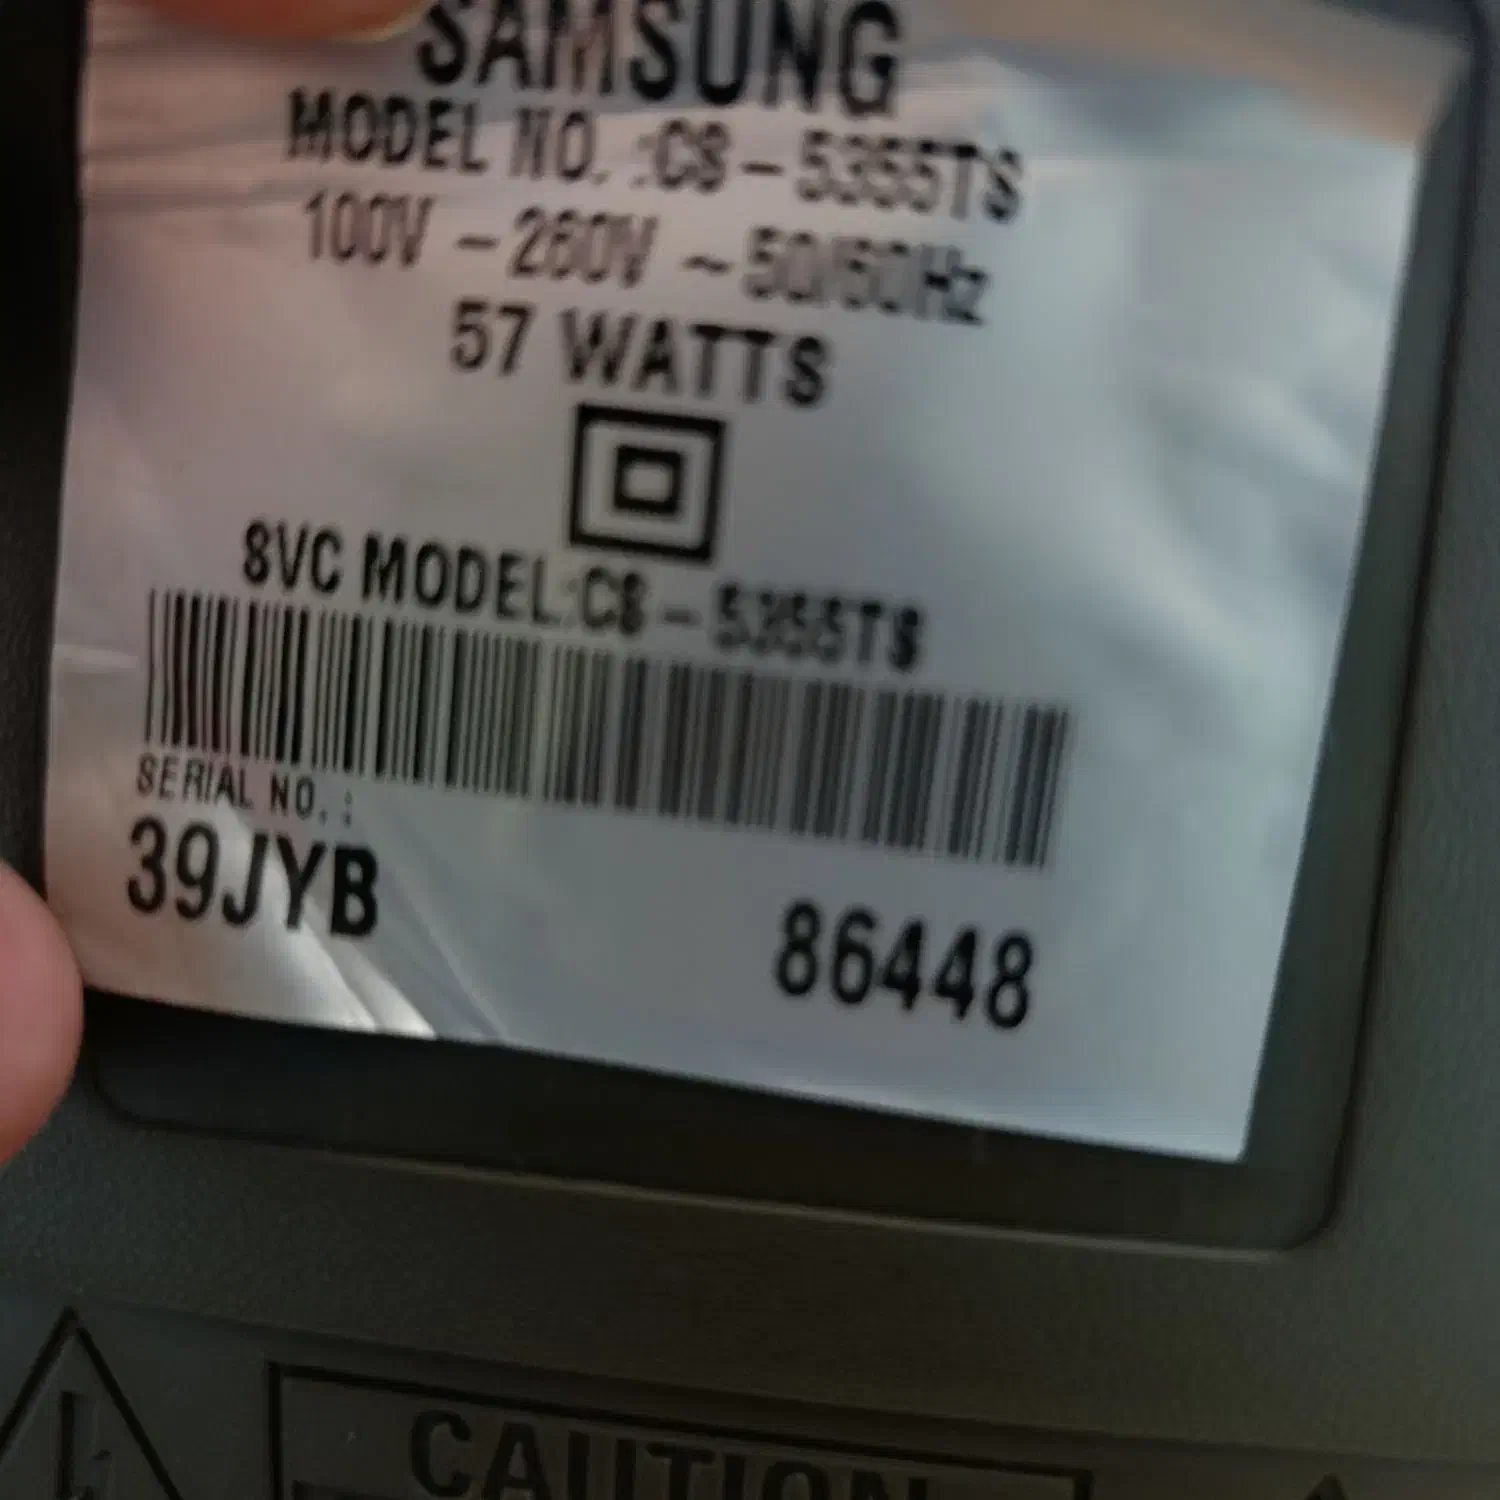 SAMSUNG
MODEL NO. :CS-5355TS
100V - 260V ~ 50/60Hz
57 WATTS
SVC MODEL:CS-5355TS
SERIAL NO. :
39JYB 86448
CAUTION